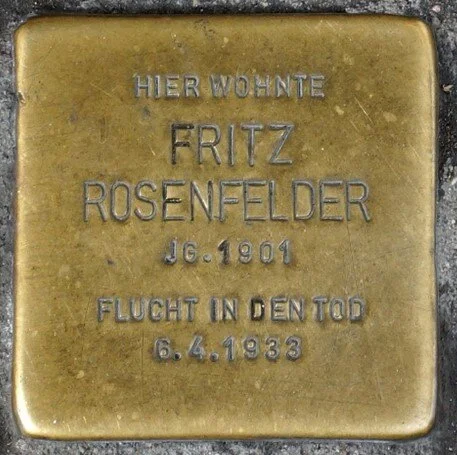 HIER WOHNTE
FRITZ
ROSENFELDER
JG. 1901
FLUCHT IN DEN TOD
6.4.1933